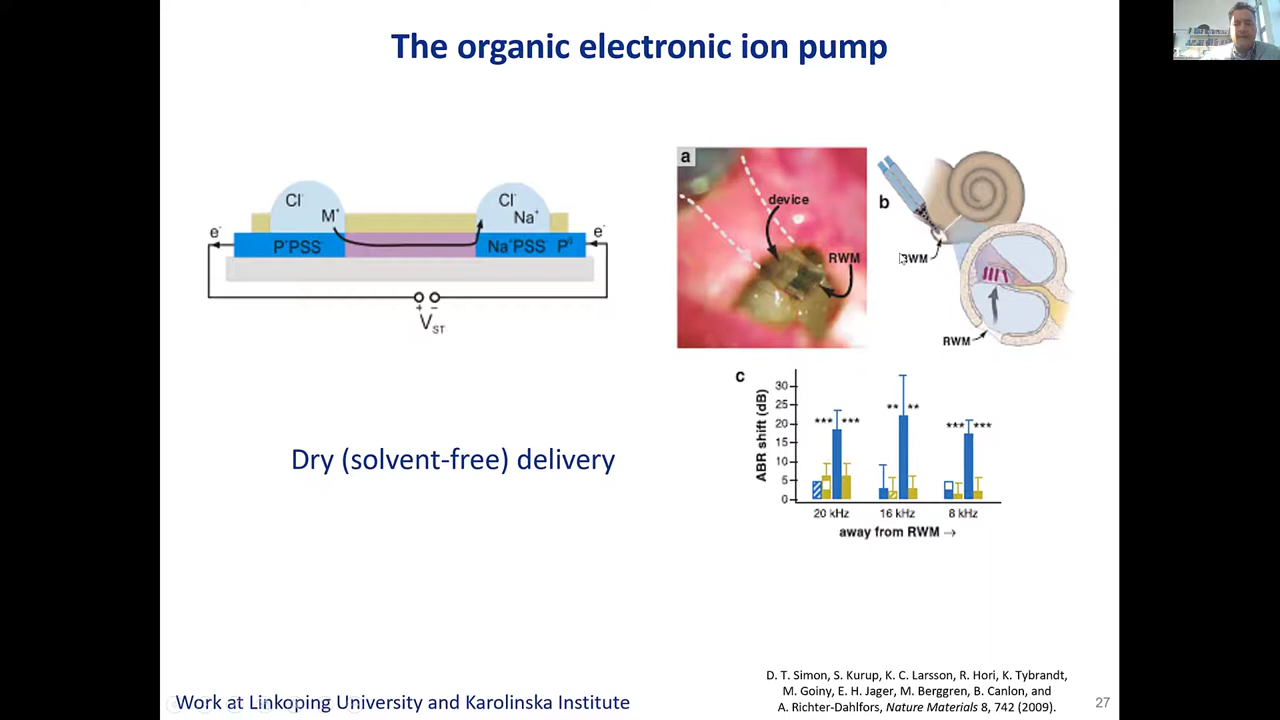 The organic electronic ion pump
Cl⁻
M⁺
Cl⁻
Na⁺
e⁻
P⁺PSS⁻
Na⁺PSS⁻ P⁰
e⁻
+ −
V_ST
a
device
RWM
b
RWM
RWM
Dry (solvent-free) delivery
c
ABR shift (dB)
30
25
20
15
10
5
0
*** ***
** **
*** ***
20 kHz 16 kHz 8 kHz
away from RWM →
D. T. Simon, S. Kurup, K. C. Larsson, R. Hori, K. Tybrandt,
M. Goiny, E. H. Jager, M. Berggren, B. Canlon, and
A. Richter-Dahlfors, Nature Materials 8, 742 (2009).
Work at Linkoping University and Karolinska Institute
27